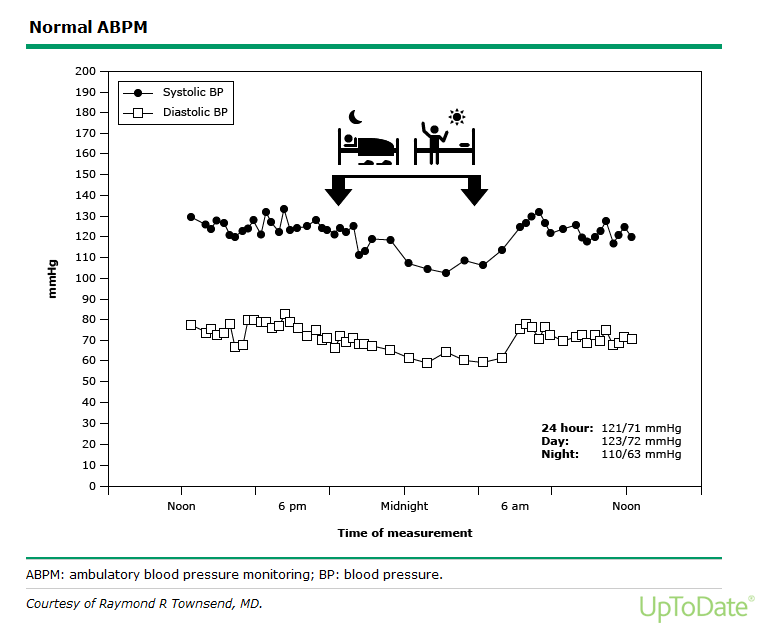 Normal ABPM
200
190
180
170
160
150
140
130
120
110
100
90
80
70
60
50
40
30
20
10
0
mmHg
Systolic BP
Diastolic BP
24 hour: 121/71 mmHg
Day: 123/72 mmHg
Night: 110/63 mmHg
Noon 6 pm Midnight 6 am Noon
Time of measurement
ABPM: ambulatory blood pressure monitoring; BP: blood pressure.
Courtesy of Raymond R Townsend, MD.
UpToDate®